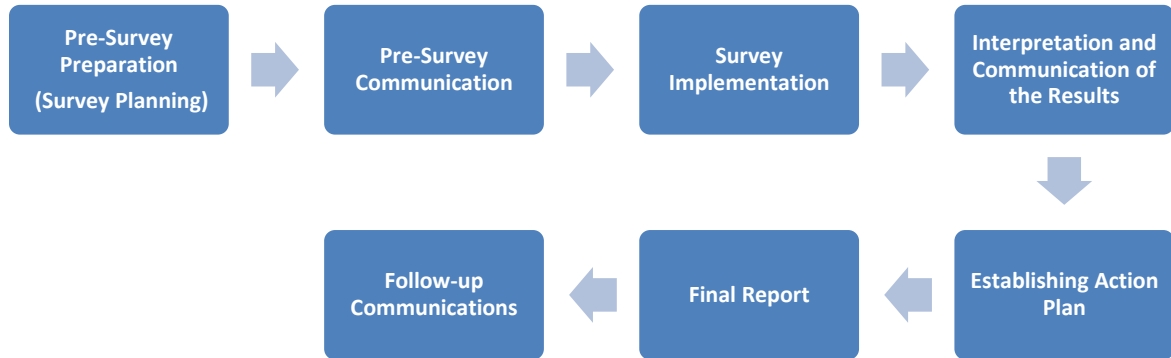 Pre-Survey
Preparation
(Survey Planning)
Pre-Survey
Communication
Survey
Implementation
Interpretation and
Communication of
the Results
Establishing Action
Plan
Final Report
Follow-up
Communications